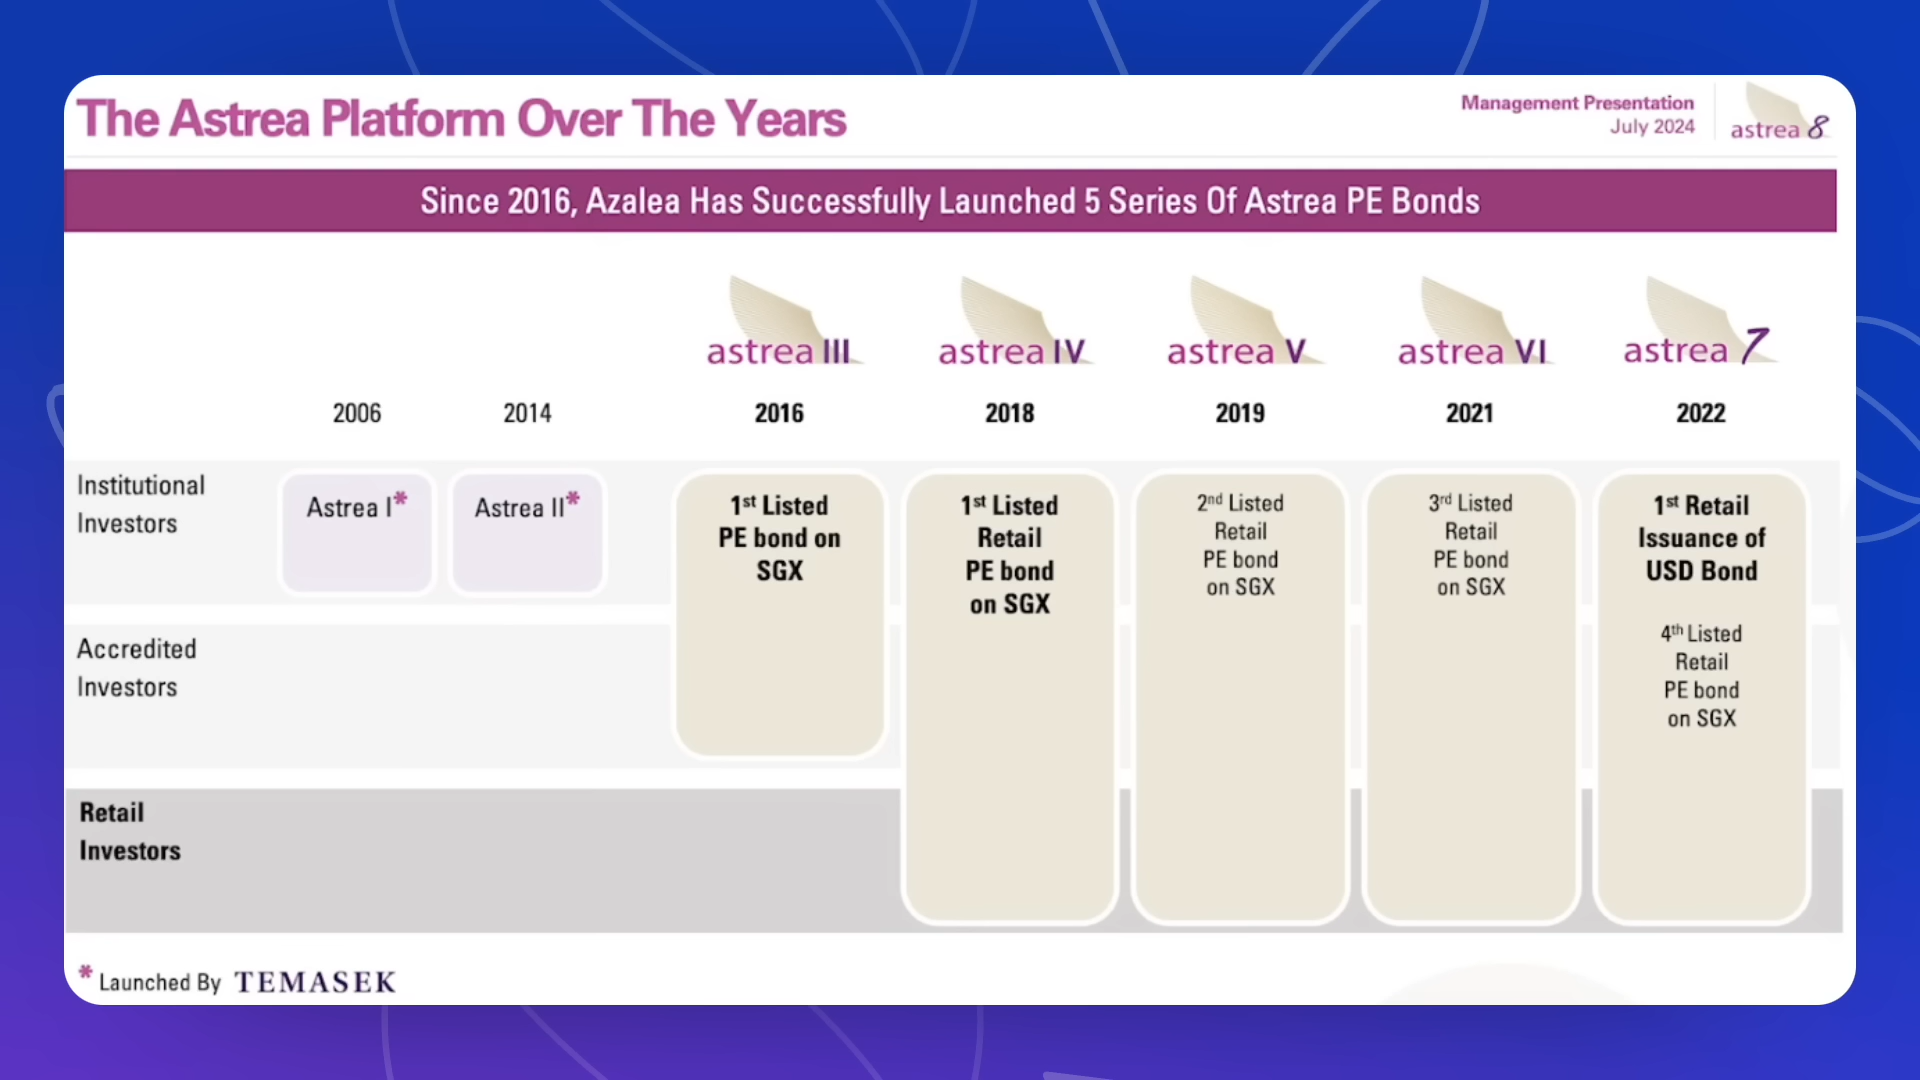 The Astrea Platform Over The Years
Management Presentation
July 2024
astrea 8
Since 2016, Azalea Has Successfully Launched 5 Series Of Astrea PE Bonds
astrea III
astrea IV
astrea V
astrea VI
astrea 7
2006
2014
2016
2018
2019
2021
2022
Institutional
Investors
Astrea I*
Astrea II*
1st Listed
PE bond on
SGX
1st Listed
Retail
PE bond
on SGX
2nd Listed
Retail
PE bond
on SGX
3rd Listed
Retail
PE bond
on SGX
1st Retail
Issuance of
USD Bond
4th Listed
Retail
PE bond
on SGX
Accredited
Investors
Retail
Investors
* Launched By TEMASEK